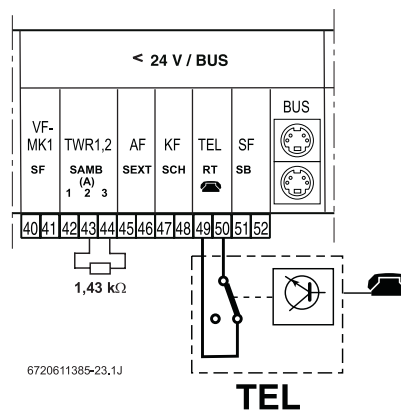 < 24 V / BUS
BUS
VF-
MK1 TWR1,2 AF KF TEL SF
SF SAMB SEXT SCH RT SB
(A)
1 2 3
40 41 42 43 44 45 46 47 48 49 50 51 52
1,43 kΩ
6720611385-23.1J
TEL